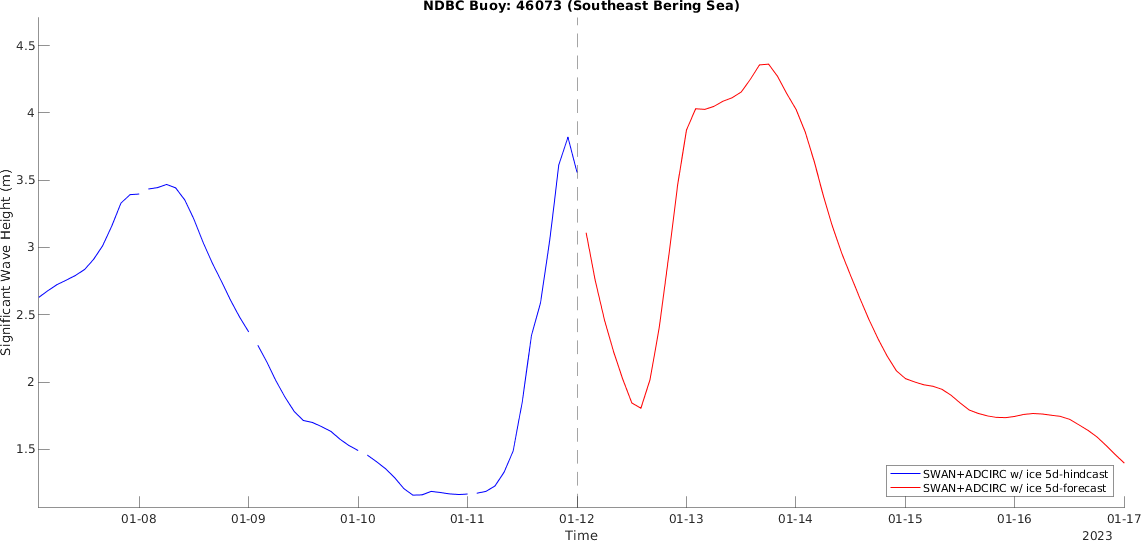 NDBC Buoy: 46073 (Southeast Bering Sea)
Significant Wave Height (m)
4.5
4
3.5
3
2.5
2
1.5
SWAN+ADCIRC w/ ice 5d-hindcast
SWAN+ADCIRC w/ ice 5d-forecast
01-08 01-09 01-10 01-11 01-12 01-13 01-14 01-15 01-16 01-17
Time
2023